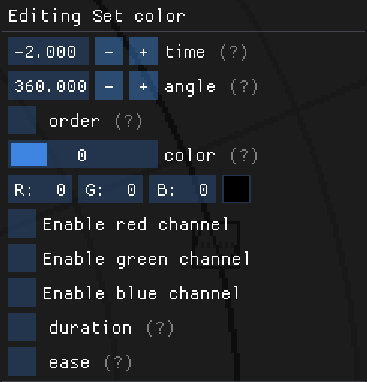 Editing Set color
-2.000 - + time (?)
360.000 - + angle (?)
order (?)
0 color (?)
R: 0 G: 0 B: 0
Enable red channel
Enable green channel
Enable blue channel
duration (?)
ease (?)